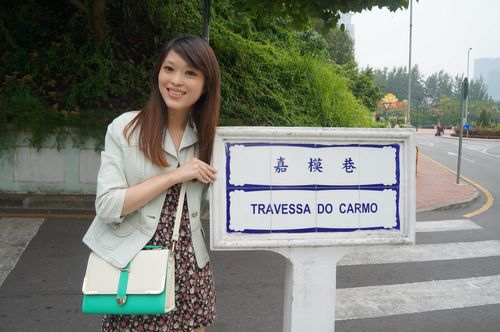 嘉模巷
TRAVESSA DO CARMO